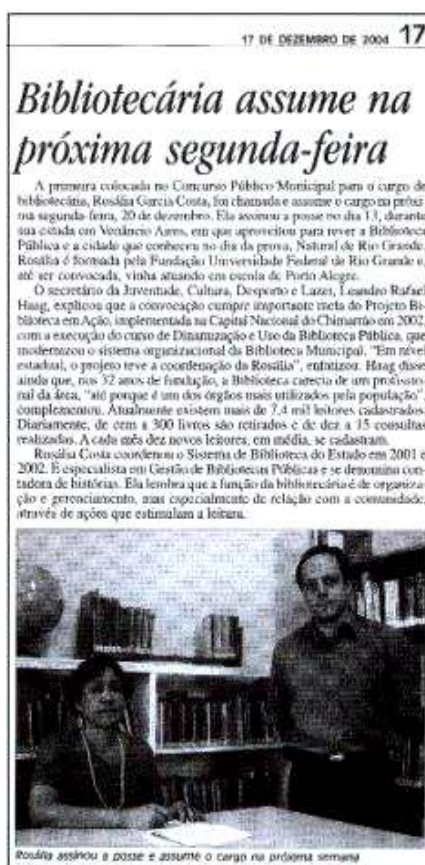 17 DE DEZEMBRO DE 2004 17
Bibliotecária assume na
próxima segunda-feira
A primeira colocada no Concurso Público Municipal para o cargo de
bibliotecária, Rosália Garcia Costa, foi chamada e assume o cargo na próxi-
ma segunda-feira, 20 de dezembro. Ela assinou a posse no dia 13, durante
sua estada em Venâncio Aires, em que aproveitou para rever a Biblioteca
Pública e a cidade que conheceu no dia da prova. Natural de Rio Grande,
Rosália é formada pela Fundação Universidade Federal de Rio Grande e,
até ser convocada, vinha atuando em escola de Porto Alegre.
O secretário da Juventude, Cultura, Desporto e Lazer, Leandro Rafael
Haag, explicou que a convocação cumpre importante meta do Projeto Bi-
blioteca em Ação, implementada na Capital Nacional do Chimarrão em 2002,
com a execução do curso de Dinamização e Uso da Biblioteca Pública, que
modernizou o sistema organizacional da Biblioteca Municipal. "Em nível
estadual, o projeto teve a coordenação da Rosália", enfatizou. Haag disse
ainda que, nos 32 anos de fundação, a Biblioteca carecia de um profissio-
nal da área, "até porque é um dos órgãos mais utilizados pela população",
complementou. Atualmente existem mais de 7,4 mil leitores cadastrados.
Diariamente, de cem a 300 livros são retirados e de dez a 15 consultas
realizadas. A cada mês dez novos leitores, em média, se cadastram.
Rosália Costa coordenou o Sistema de Biblioteca do Estado em 2001 e
2002. É especialista em Gestão de Bibliotecas Públicas e se denomina con-
tadora de histórias. Ela lembra que a função da bibliotecária é de organiza-
ção e gerenciamento, mas especialmente de relação com a comunidade,
através de ações que estimulam a leitura.
Rosália assinou a posse e assume o cargo na próxima semana